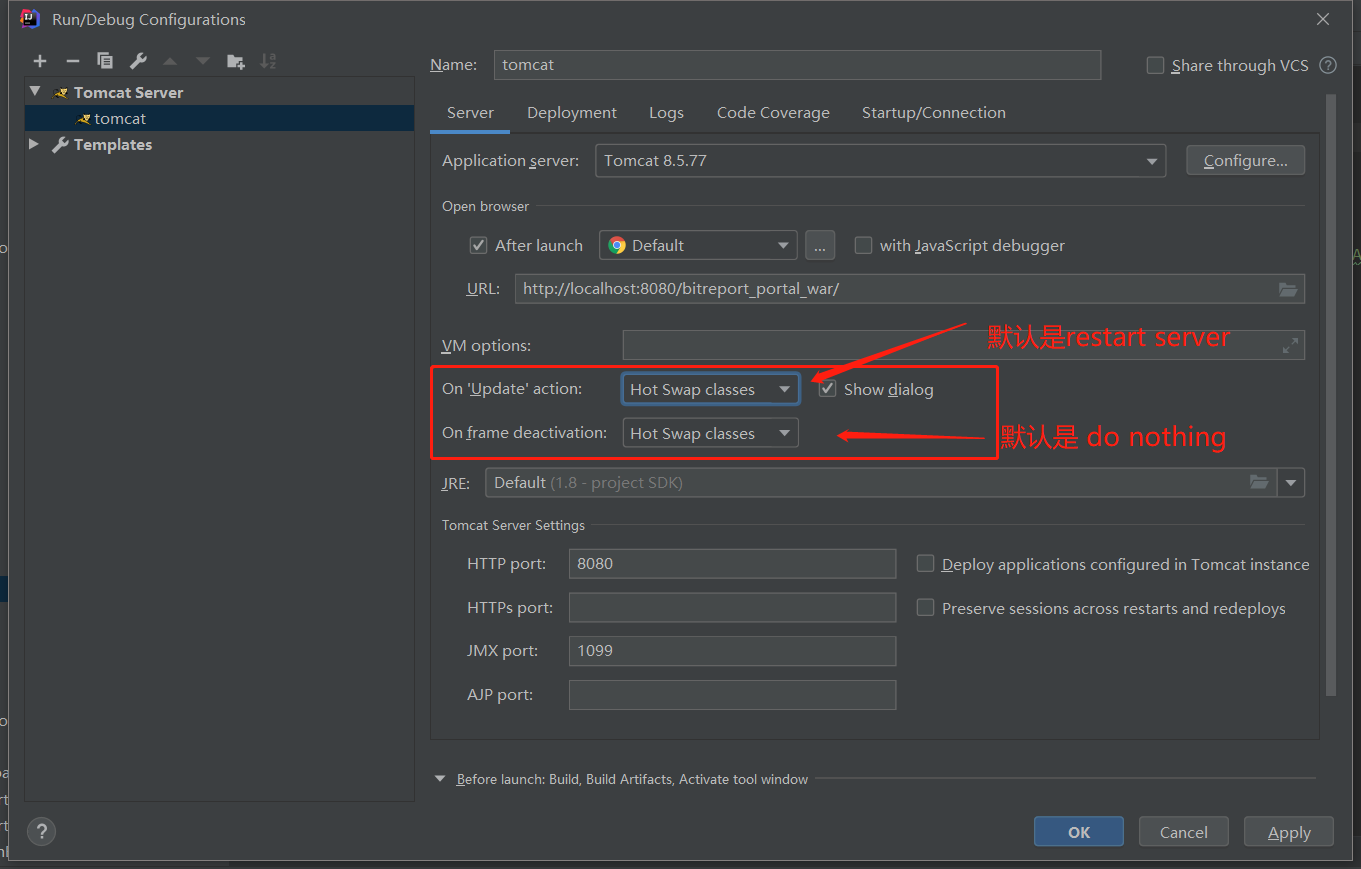 Run/Debug Configurations
Tomcat Server
tomcat
Templates
Name: tomcat
Share through VCS
Server Deployment Logs Code Coverage Startup/Connection
Application server: Tomcat 8.5.77 Configure...
Open browser
After launch Default ... with JavaScript debugger
URL: http://localhost:8080/bitreport_portal_war/
默认是restart server
VM options:
On 'Update' action: Hot Swap classes Show dialog
On frame deactivation: Hot Swap classes
默认是 do nothing
JRE: Default (1.8 - project SDK)
Tomcat Server Settings
HTTP port: 8080 Deploy applications configured in Tomcat instance
HTTPs port: Preserve sessions across restarts and redeploys
JMX port: 1099
AJP port:
Before launch: Build, Build Artifacts, Activate tool window
? OK Cancel Apply